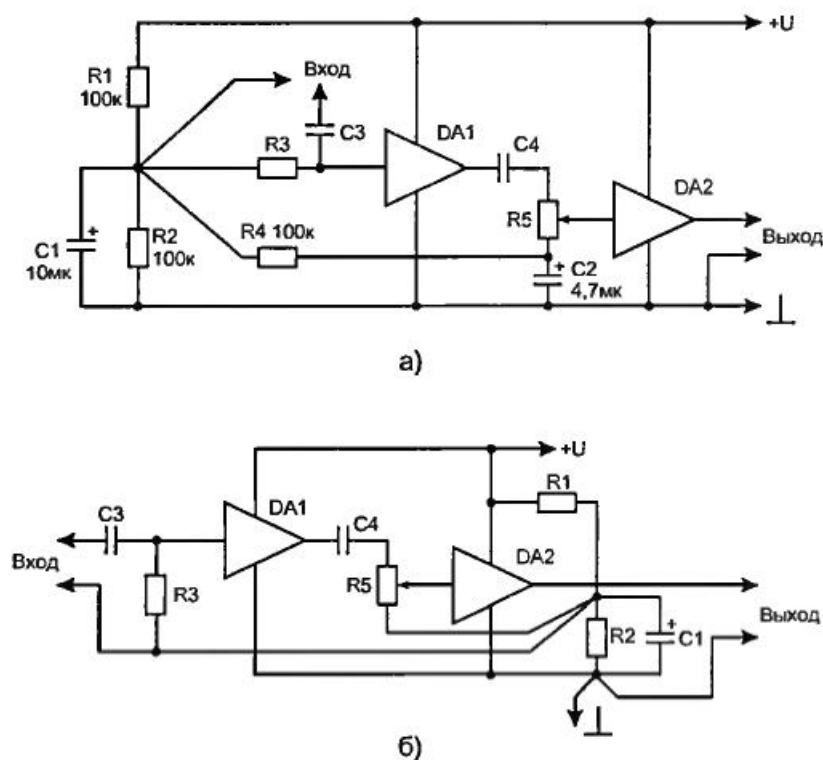 +U
R1
100к
Вход
C3
DA1
R3
C4
DA2
R4 100к
R5
C1
+
10мк
R2
100к
+
C2
4,7мк
Выход
а)
+U
R1
C3
DA1
C4
DA2
Вход
R3
R5
R2
+
C1
Выход
б)